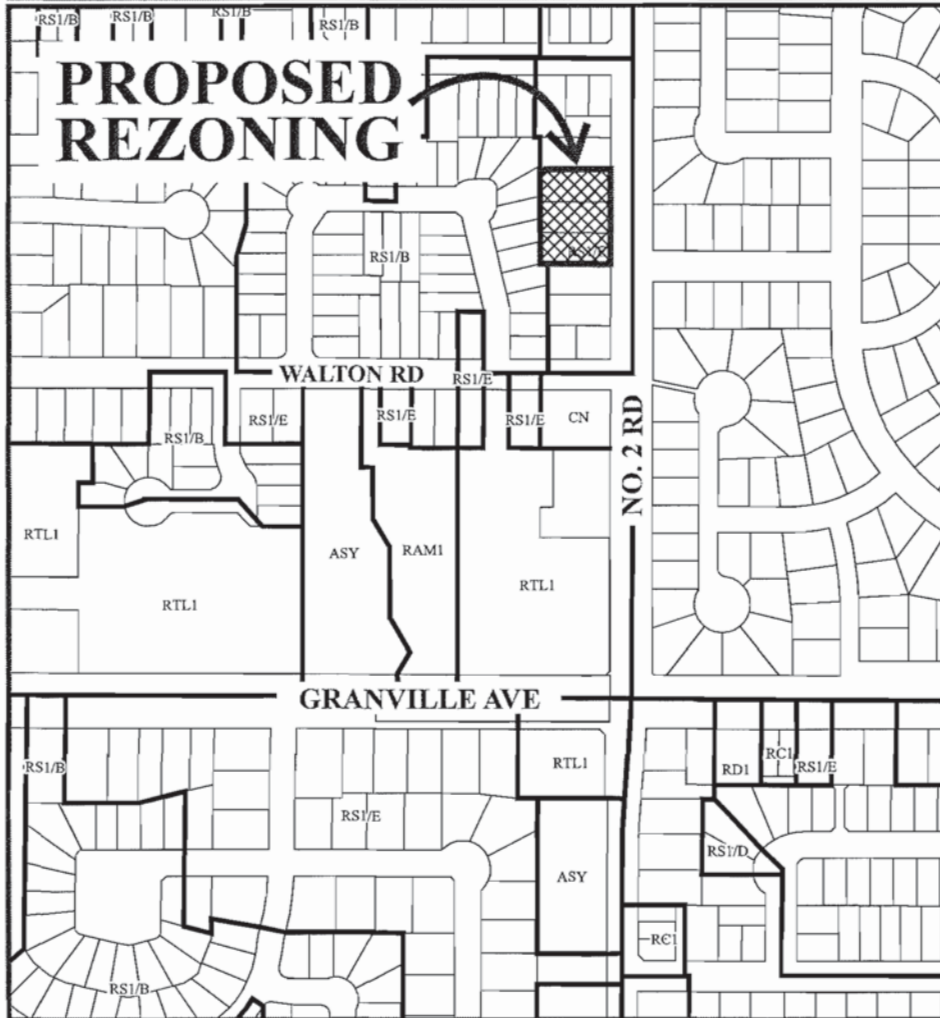 RS1/B
RS1/B
RS1/B
RS1/B
PROPOSED
REZONING
RS1/B
WALTON RD
RS1/E
RS1/B
RS1/E
RS1/E
RS1/E
CN
NO. 2 RD
RTL1
RTL1
ASY
RAM1
RTL1
GRANVILLE AVE
RS1/B
RTL1
RD1
RC1
RS1/E
RS1/E
RS1/D
ASY
RC1
RS1/B